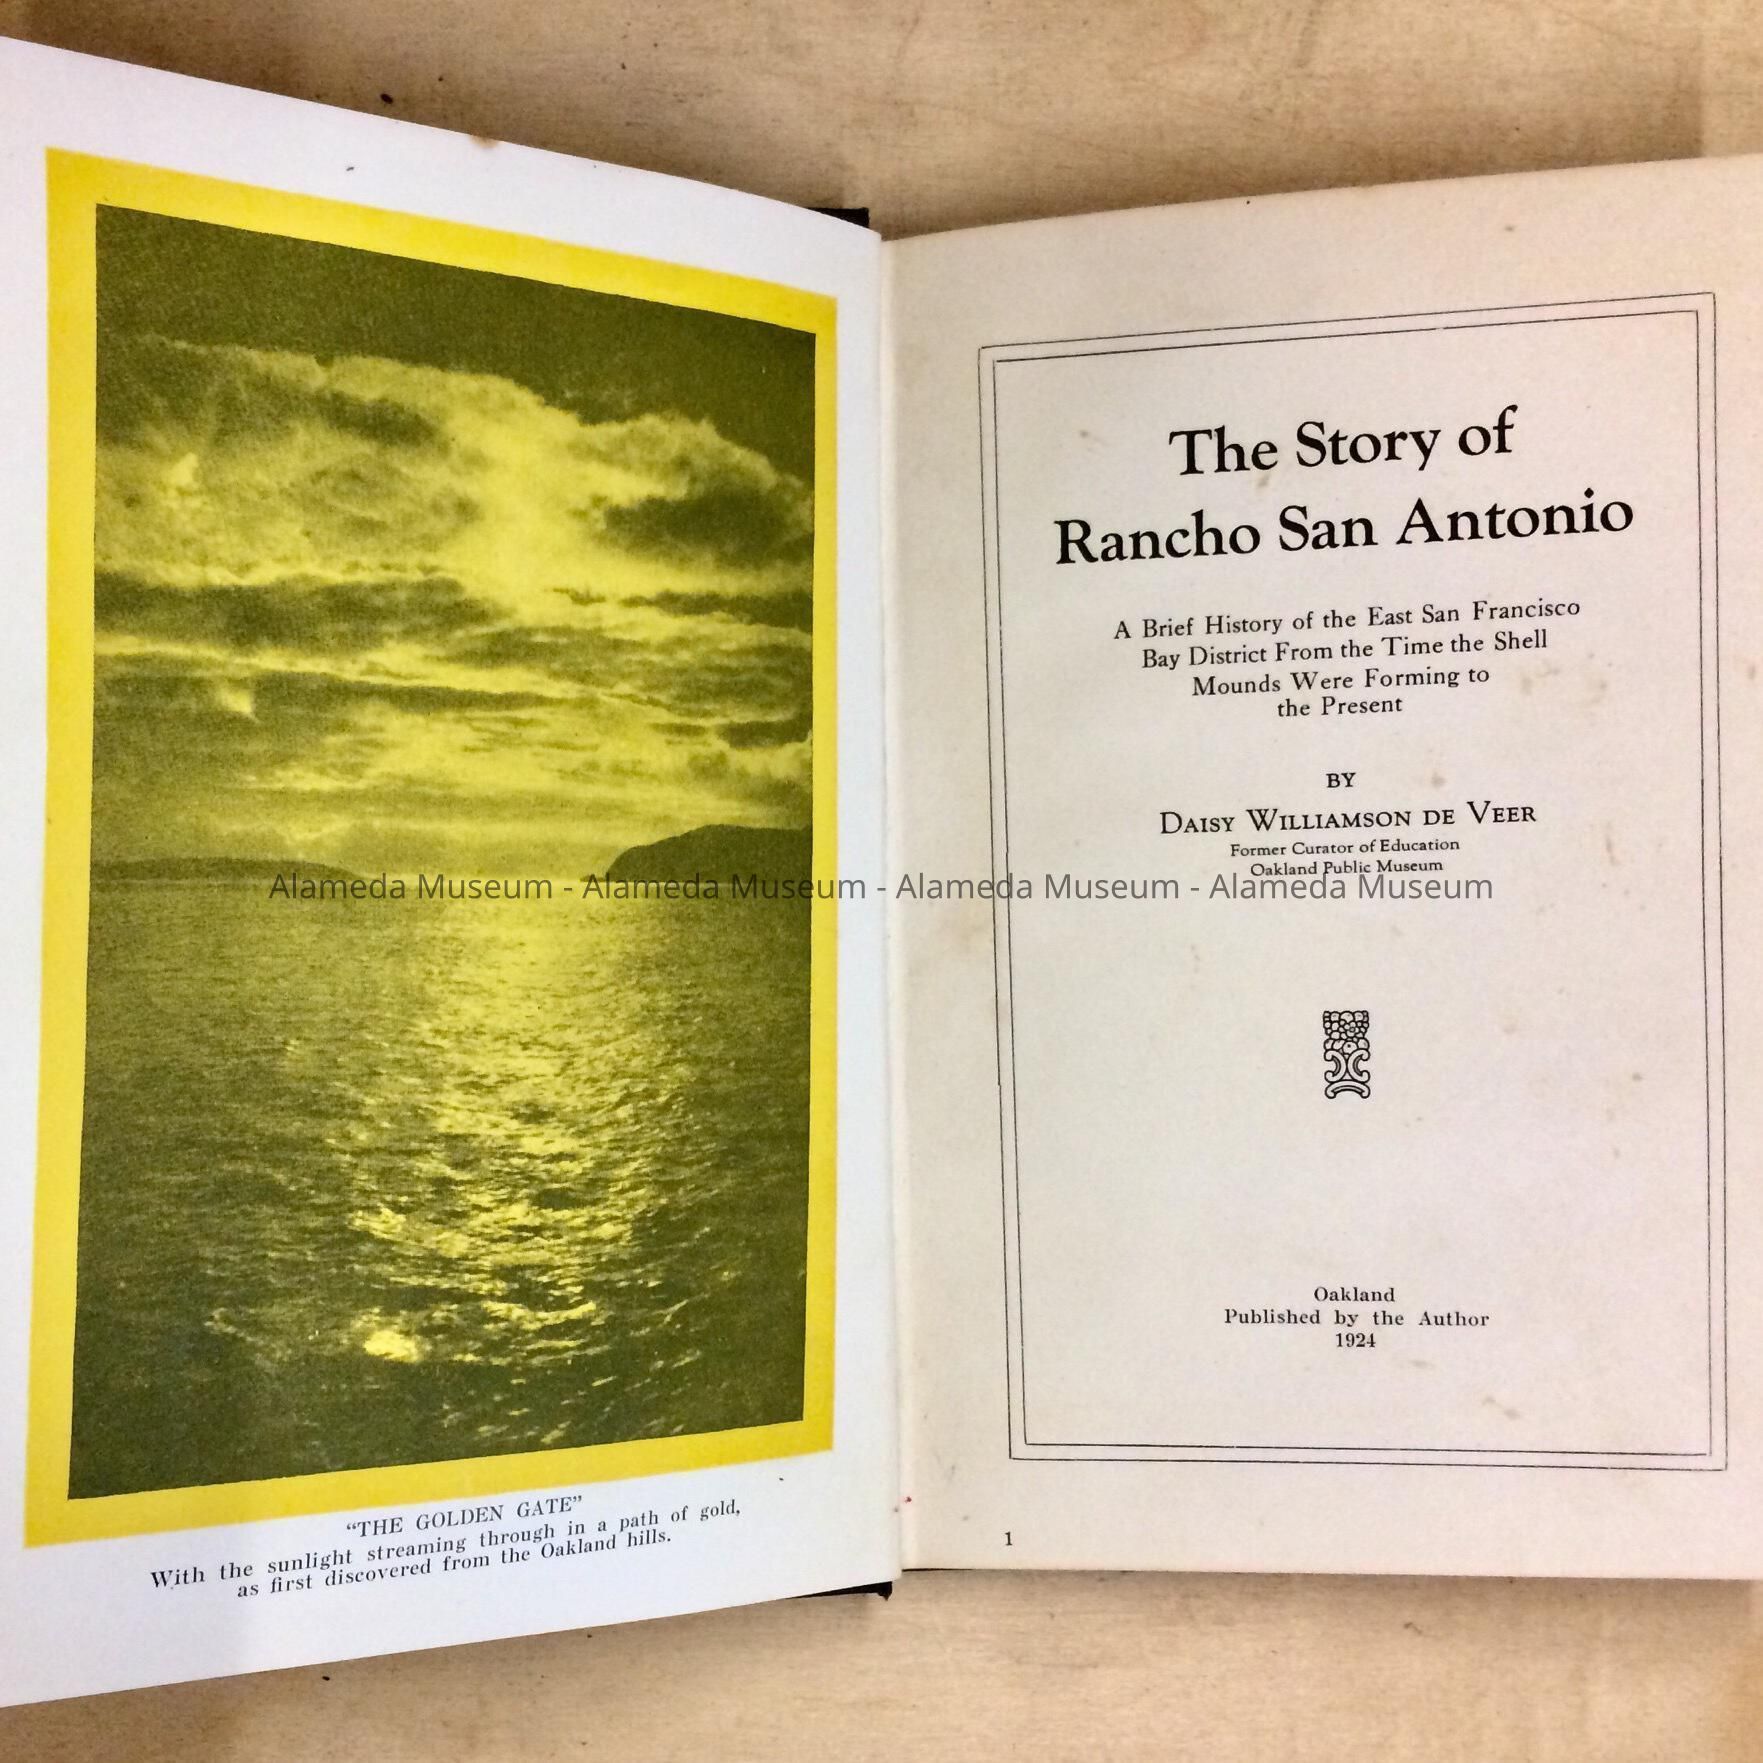 "THE GOLDEN GATE"
With the sunlight streaming through in a path of gold,
as first discovered from the Oakland hills.
The Story of
Rancho San Antonio
A Brief History of the East San Francisco
Bay District From the Time the Shell
Mounds Were Forming to
the Present
BY
DAISY WILLIAMSON DE VEER
Former Curator of Education
Oakland Public Museum
Alameda Museum - Alameda Museum - Alameda Museum - Alameda Museum
Oakland
Published by the Author
1924
1